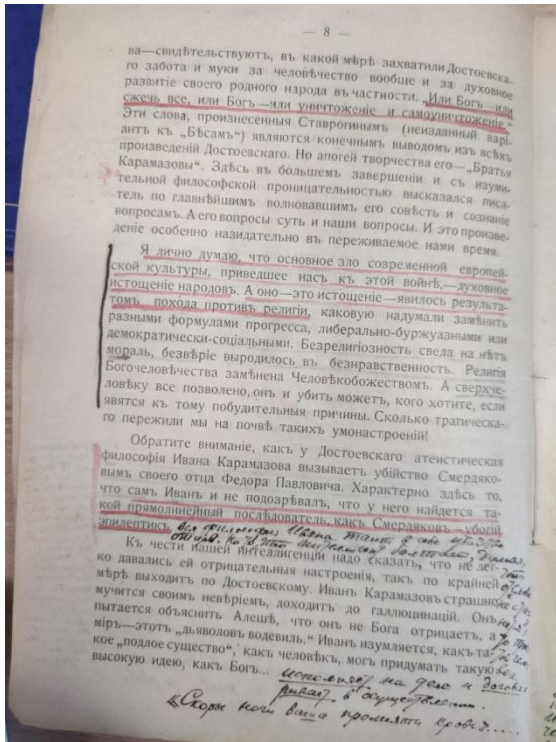 — 8 —
ва—свидѣтельствуютъ, въ какой мѣрѣ захватили Достоевска-
го забота и муки за человѣчество вообще и за духовное
развитіе своего родного народа въ частности. „Или Богъ—или
сжечь все, или Богъ—или уничтоженіе и самоуничтоженіе“
Эти слова, произнесенныя Ставрогинымъ (неизданный варі-
антъ къ „Бѣсамъ“) являются конечнымъ выводомъ изъ всѣхъ
произведеній Достоевскаго. Но апогей творчества его—„Братья
Карамазовы“. Здѣсь въ большемъ завершеніи и съ изуми-
тельной философской проницательностью высказался писа-
тель по главнѣйшимъ волновавшимъ его совѣсть и сознаніе
вопросамъ. А его вопросы суть и наши вопросы. И это произве-
деніе особенно назидательно въ переживаемое нами время.
Я лично думаю, что основное зло современной европей-
ской культуры, приведшее насъ къ этой войнѣ,—духовное
истощеніе народовъ. А оно—это истощеніе—явилось результа-
томъ похода противъ религіи, каковую надумали замѣнить
разными формулами прогресса, либерально-буржуазными или
демократически-соціальными. Безрелигіозность свела на нѣтъ
мораль, безвѣріе выродилось въ безнравственность. Религія
Богочеловѣчества замѣнена Человѣкобожествомъ. А сверхче-
ловѣку все позволено, онъ и убить можетъ, кого хотите, если
явятся къ тому побудительныя причины. Сколько трагическа-
го пережили мы на почвѣ такихъ умонастроеній!
Обратите вниманіе, какъ у Достоевскаго атеистическая
философія Ивана Карамазова вызываетъ убійство Смердяко-
вымъ своего отца Федора Павловича. Характерно здѣсь то,
что самъ Иванъ и не подозрѣвалъ, что у него найдется та-
кой прямолинейный послѣдователь, какъ Смердяковъ—убогій
эпилептикъ
Къ чести нашей интеллигенціи надо сказать, что не лег-
ко давались ей отрицательныя настроенія, такъ по крайней
мѣрѣ выходитъ по Достоевскому. Иванъ Карамазовъ страшно
мучится своимъ невѣріемъ, доходитъ до галлюцинацій. Онъ
пытается объяснить Алешѣ, что онъ не Бога отрицаетъ, а
міръ—этотъ „дьяволовъ водевиль.“ Иванъ изумляется, какъ та-
кое „подлое существо“, какъ человѣкъ, могъ придумать такую
высокую идею, какъ Богъ...
на дело и
„Скоры ноги ваша